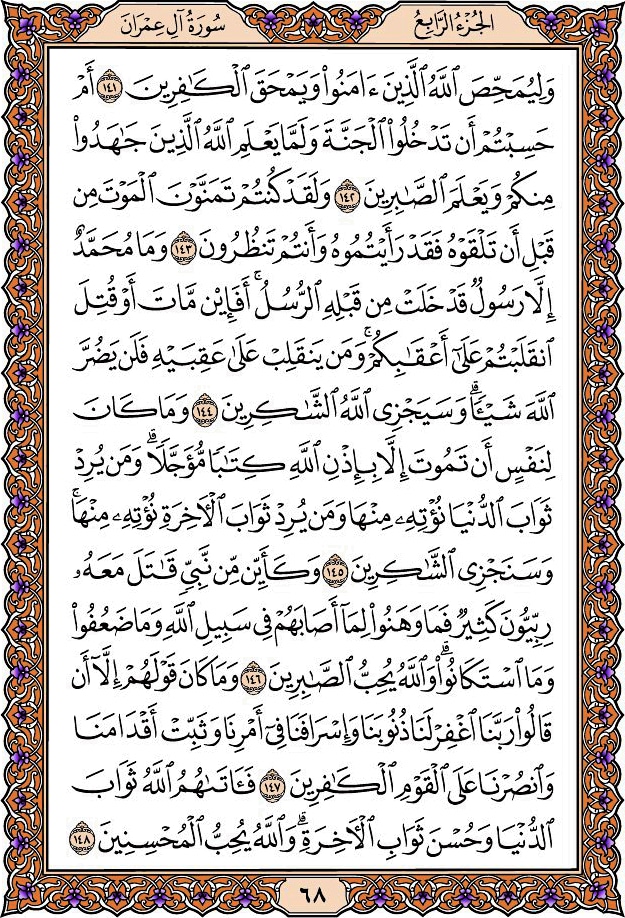 الجُزْءُ الرَّابِعُ
سُورَةُ آلِ عِمْرَانَ
وَلِيُمَحِّصَ ٱللَّهُ ٱلَّذِينَ ءَامَنُوا۟ وَيَمْحَقَ ٱلْكَـٰفِرِينَ ١٤١ أَمْ
حَسِبْتُمْ أَن تَدْخُلُوا۟ ٱلْجَنَّةَ وَلَمَّا يَعْلَمِ ٱللَّهُ ٱلَّذِينَ جَـٰهَدُوا۟
مِنكُمْ وَيَعْلَمَ ٱلصَّـٰبِرِينَ ١٤٢ وَلَقَدْ كُنتُمْ تَمَنَّوْنَ ٱلْمَوْتَ مِن
قَبْلِ أَن تَلْقَوْهُ فَقَدْ رَأَيْتُمُوهُ وَأَنتُمْ تَنظُرُونَ ١٤٣ وَمَا مُحَمَّدٌ
إِلَّا رَسُولٌ قَدْ خَلَتْ مِن قَبْلِهِ ٱلرُّسُلُ ۚ أَفَإِي۟ن مَّاتَ أَوْ قُتِلَ
ٱنقَلَبْتُمْ عَلَىٰٓ أَعْقَـٰبِكُمْ ۚ وَمَن يَنقَلِبْ عَلَىٰ عَقِبَيْهِ فَلَن يَضُرَّ
ٱللَّهَ شَيْـًٔا ۗ وَسَيَجْزِى ٱللَّهُ ٱلشَّـٰكِرِينَ ١٤٤ وَمَا كَانَ
لِنَفْسٍ أَن تَمُوتَ إِلَّا بِإِذْنِ ٱللَّهِ كِتَـٰبًا مُّؤَجَّلًا ۗ وَمَن يُرِدْ
ثَوَابَ ٱلدُّنْيَا نُؤْتِهِۦ مِنْهَا وَمَن يُرِدْ ثَوَابَ ٱلْـَٔاخِرَةِ نُؤْتِهِۦ مِنْهَا ۚ
وَسَنَجْزِى ٱلشَّـٰكِرِينَ ١٤٥ وَكَأَيِّن مِّن نَّبِىٍّ قَـٰتَلَ مَعَهُۥ
رِبِّيُّونَ كَثِيرٌ فَمَا وَهَنُوا۟ لِمَآ أَصَابَهُمْ فِى سَبِيلِ ٱللَّهِ وَمَا ضَعُفُوا۟
وَمَا ٱسْتَكَانُوا۟ ۗ وَٱللَّهُ يُحِبُّ ٱلصَّـٰبِرِينَ ١٤٦ وَمَا كَانَ قَوْلَهُمْ إِلَّآ أَن
قَالُوا۟ رَبَّنَا ٱغْفِرْ لَنَا ذُنُوبَنَا وَإِسْرَافَنَا فِىٓ أَمْرِنَا وَثَبِّتْ أَقْدَامَنَا
وَٱنصُرْنَا عَلَى ٱلْقَوْمِ ٱلْكَـٰفِرِينَ ١٤٧ فَـَٔاتَىٰهُمُ ٱللَّهُ ثَوَابَ
ٱلدُّنْيَا وَحُسْنَ ثَوَابِ ٱلْـَٔاخِرَةِ ۗ وَٱللَّهُ يُحِبُّ ٱلْمُحْسِنِينَ ١٤٨
٦٨